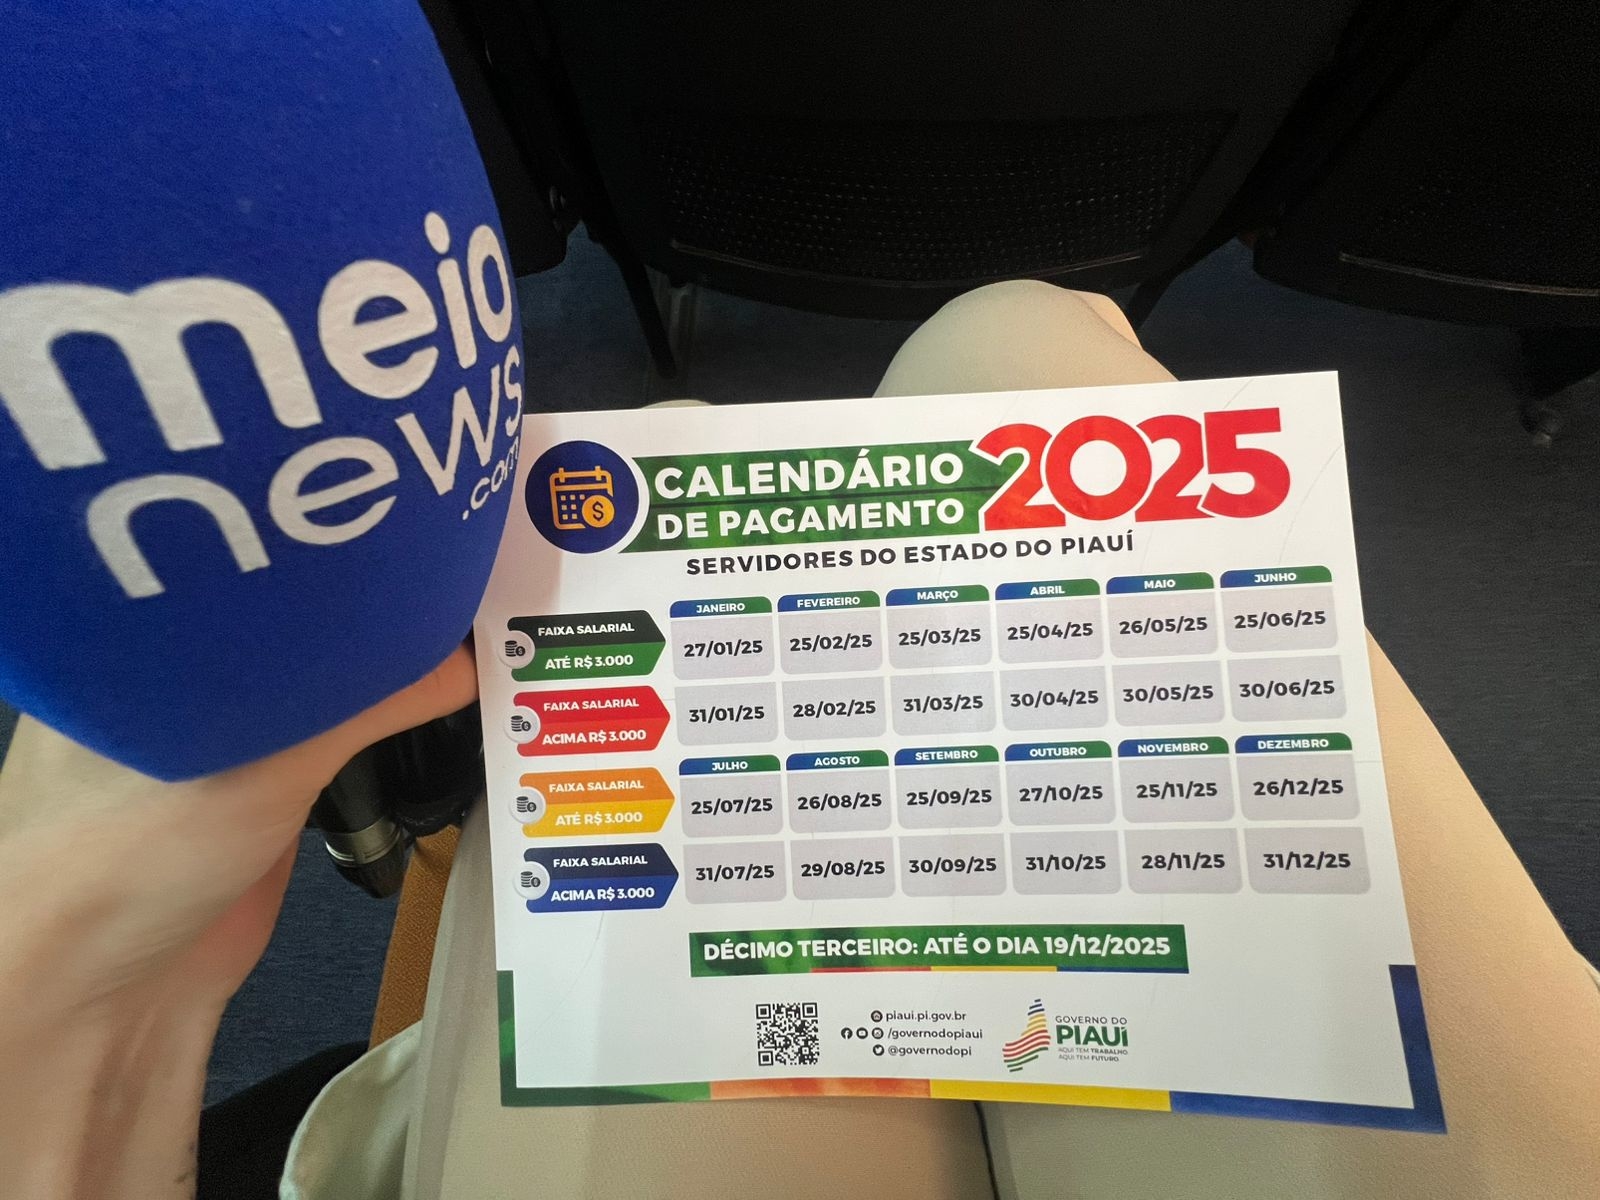 meio
news
.com
CALENDÁRIO
DE PAGAMENTO
2025
SERVIDORES DO ESTADO DO PIAUÍ
JANEIRO FEVEREIRO MARÇO ABRIL MAIO JUNHO
FAIXA SALARIAL
ATÉ R$ 3.000
27/01/25 25/02/25 25/03/25 25/04/25 26/05/25 25/06/25
FAIXA SALARIAL
ACIMA R$ 3.000
31/01/25 28/02/25 31/03/25 30/04/25 30/05/25 30/06/25
JULHO AGOSTO SETEMBRO OUTUBRO NOVEMBRO DEZEMBRO
FAIXA SALARIAL
ATÉ R$ 3.000
25/07/25 26/08/25 25/09/25 27/10/25 25/11/25 26/12/25
FAIXA SALARIAL
ACIMA R$ 3.000
31/07/25 29/08/25 30/09/25 31/10/25 28/11/25 31/12/25
DÉCIMO TERCEIRO: ATÉ O DIA 19/12/2025
piaui.pi.gov.br
/governodopiaui
@governodopi
GOVERNO DO
PIAUÍ
AQUI TEM TRABALHO.
AQUI TEM FUTURO.